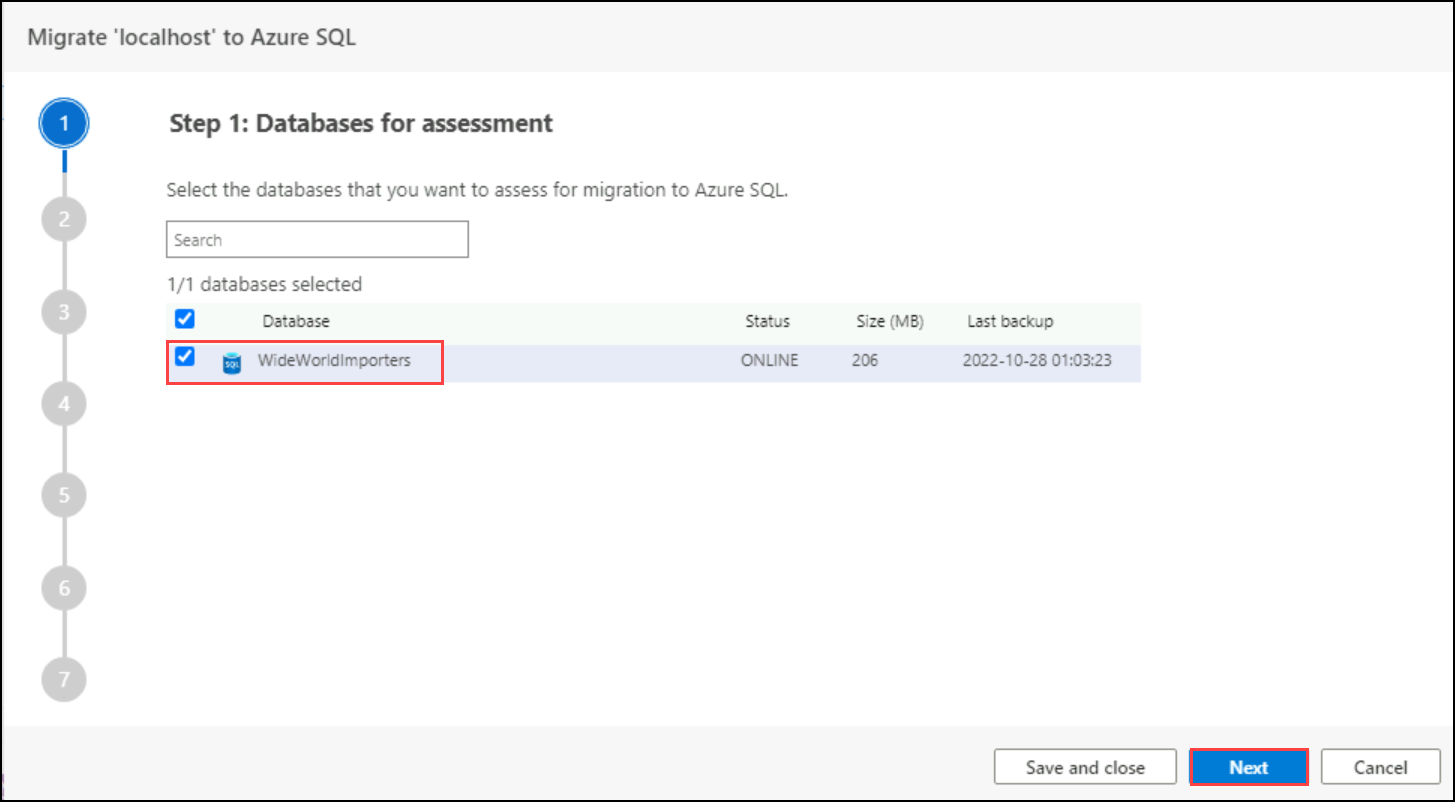 Migrate 'localhost' to Azure SQL
1
Step 1: Databases for assessment
Select the databases that you want to assess for migration to Azure SQL.
2
Search
1/1 databases selected
3
Database Status Size (MB) Last backup
SQL WideWorldImporters ONLINE 206 2022-10-28 01:03:23
4
5
6
7
Save and close Next Cancel